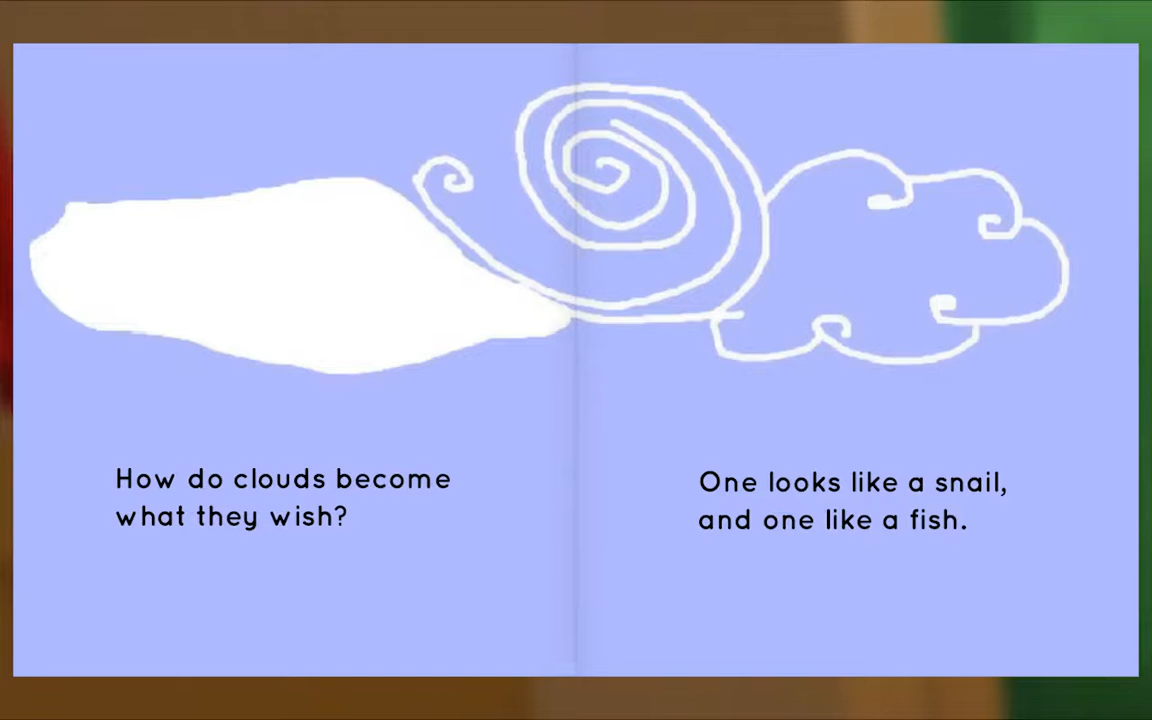 How do clouds become
what they wish?
One looks like a snail,
and one like a fish.